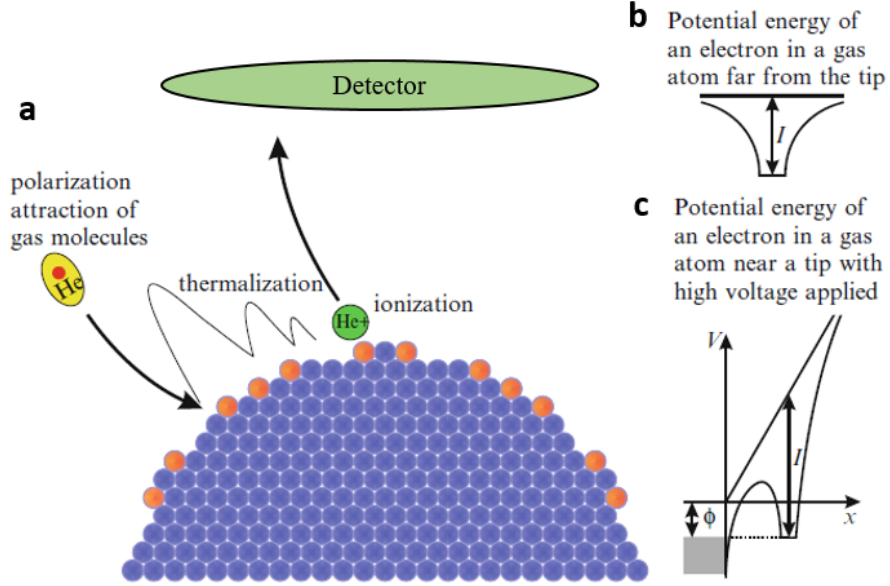 a
Detector
polarization
attraction of
gas molecules
He
thermalization
ionization
He+
b
Potential energy of
an electron in a gas
atom far from the tip
I
c
Potential energy of
an electron in a gas
atom near a tip with
high voltage applied
V
I
ϕ
x